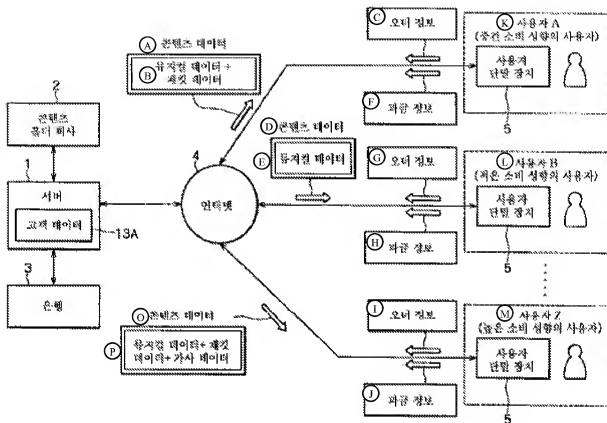 Ⓐ 콘텐츠 데이터
Ⓑ 뮤지컬 데이터 +
재킷 데이터
Ⓒ 오더 정보
Ⓚ 사용자 A
(중간 소비 성향의 사용자)
사용자
단말 장치
5
Ⓕ 과금 정보
2
콘텐츠
홀더 회사
1
서버
고객 데이터
13A
3
은행
4
인터넷
Ⓓ 콘텐츠 데이터
Ⓔ 뮤지컬 데이터
Ⓖ 오더 정보
Ⓛ 사용자 B
(적은 소비 성향의 사용자)
사용자
단말 장치
5
Ⓗ 과금 정보
Ⓞ 콘텐츠 데이터
Ⓟ 뮤지컬 데이터 + 재킷
데이터 + 가사 데이터
Ⓘ 오더 정보
Ⓜ 사용자 Z
(높은 소비 성향의 사용자)
사용자
단말 장치
5
Ⓙ 과금 정보